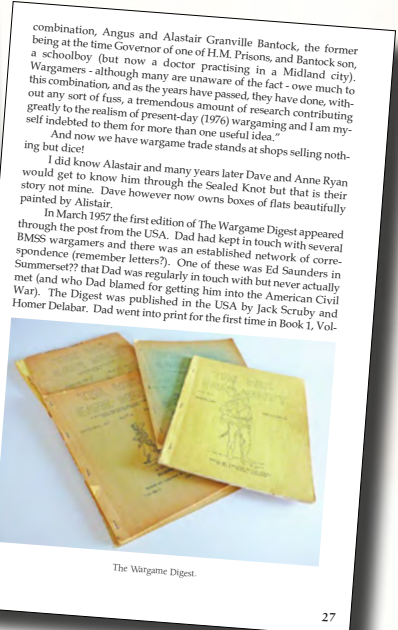 combination, Angus and Alastair Granville Bantock, the former
being at the time Governor of one of H.M. Prisons, and Bantock son,
a schoolboy (but now a doctor practising in a Midland city).
Wargamers - although many are unaware of the fact - owe much to
this combination, and as the years have passed, they have done, with-
out any sort of fuss, a tremendous amount of research contributing
greatly to the realism of present-day (1976) wargaming and I am my-
self indebted to them for more than one useful idea."
And now we have wargame trade stands at shops selling noth-
ing but dice!
I did know Alastair and many years later Dave and Anne Ryan
would get to know him through the Sealed Knot but that is their
story not mine. Dave however now owns boxes of flats beautifully
painted by Alistair.
In March 1957 the first edition of The Wargame Digest appeared
through the post from the USA. Dad had kept in touch with several
BMSS wargamers and there was an established network of corre-
spondence (remember letters?). One of these was Ed Saunders in
Summerset?? that Dad was regularly in touch with but never actually
met (and who Dad blamed for getting him into the American Civil
War). The Digest was published in the USA by Jack Scruby and
Homer Delabar. Dad went into print for the first time in Book 1, Vol-
The Wargame Digest.
27